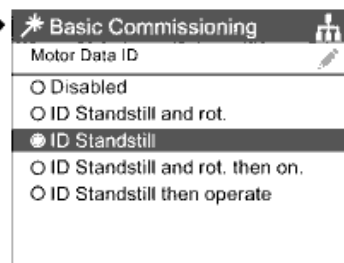 Basic Commissioning
Motor Data ID
Disabled
ID Standstill and rot.
ID Standstill
ID Standstill and rot. then on.
ID Standstill then operate